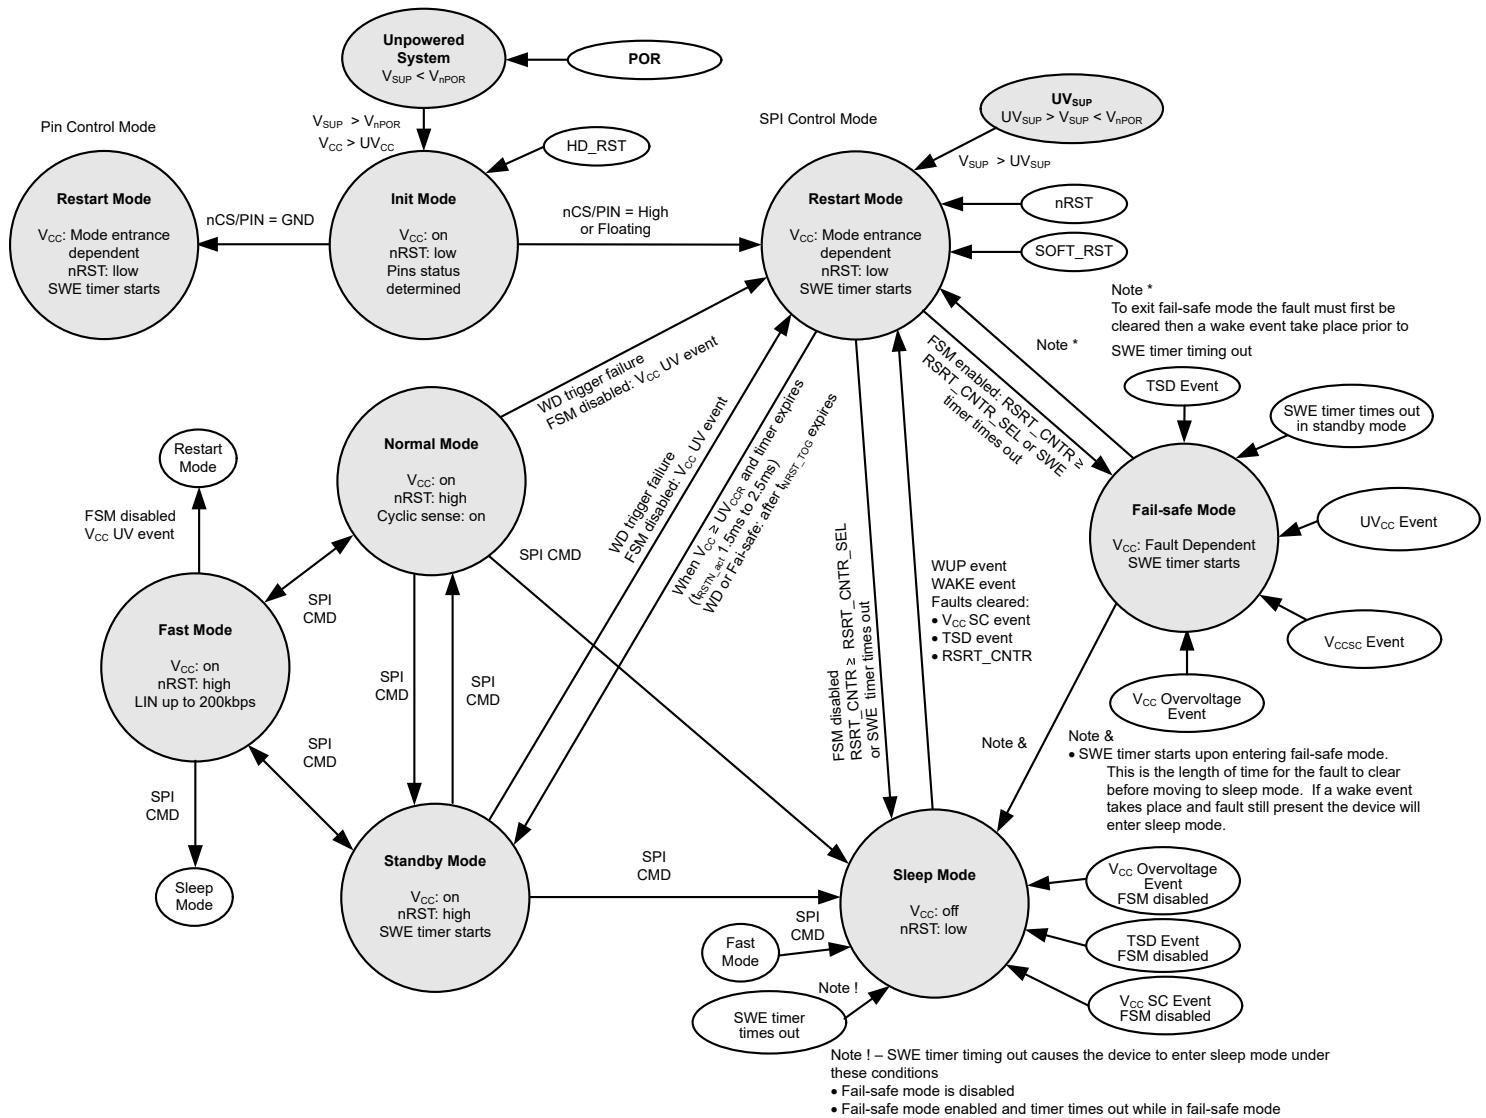 Unpowered
System
VSUP < VnPOR
POR
UVSUP
UVSUP > VSUP < VnPOR
Pin Control Mode
VSUP > VnPOR
VCC > UVCC
SPI Control Mode
HD_RST
VSUP > UVSUP
Restart Mode
VCC: Mode entrance
dependent
nRST: llow
SWE timer starts
nCS/PIN = GND
Init Mode
VCC: on
nRST: low
Pins status
determined
nCS/PIN = High
or Floating
Restart Mode
VCC: Mode entrance
dependent
nRST: low
SWE timer starts
nRST
SOFT_RST
Note *
To exit fail-safe mode the fault must first be
cleared then a wake event take place prior to
SWE timer timing out
Note *
WD trigger failure
FSM disabled: VCC UV event
FSM enabled: RSRT_CNTR ≥
RSRT_CNTR_SEL or SWE
timer times out
TSD Event
SWE timer times out
in standby mode
Restart
Mode
Normal Mode
VCC: on
nRST: high
Cyclic sense: on
FSM disabled
VCC UV event
WD trigger failure
FSM disabled: VCC UV event
When VCC ≥ UVCCR and timer expires
(tRSTN_act 1.5ms to 2.5ms)
WD or Fai-safe: after tNRST_TOG expires
SPI CMD
Fail-safe Mode
VCC: Fault Dependent
SWE timer starts
UVCC Event
FSM disabled
RSRT_CNTR ≥ RSRT_CNTR_SEL
or SWE timer times out
WUP event
WAKE event
Faults cleared:
• VCC SC event
• TSD event
• RSRT_CNTR
SPI
CMD
Fast Mode
VCC: on
nRST: high
LIN up to 200kbps
VCCSC Event
SPI
CMD
SPI
CMD
VCC Overvoltage
Event
SPI
CMD
Note &
Note &
• SWE timer starts upon entering fail-safe mode.
This is the length of time for the fault to clear
before moving to sleep mode. If a wake event
takes place and fault still present the device will
enter sleep mode.
SPI
CMD
Sleep
Mode
Standby Mode
VCC: on
nRST: high
SWE timer starts
SPI
CMD
Sleep Mode
VCC: off
nRST: low
VCC Overvoltage
Event
FSM disabled
SPI
CMD
Fast
Mode
TSD Event
FSM disabled
Note !
SWE timer
times out
VCC SC Event
FSM disabled
Note ! – SWE timer timing out causes the device to enter sleep mode under
these conditions
• Fail-safe mode is disabled
• Fail-safe mode enabled and timer times out while in fail-safe mode